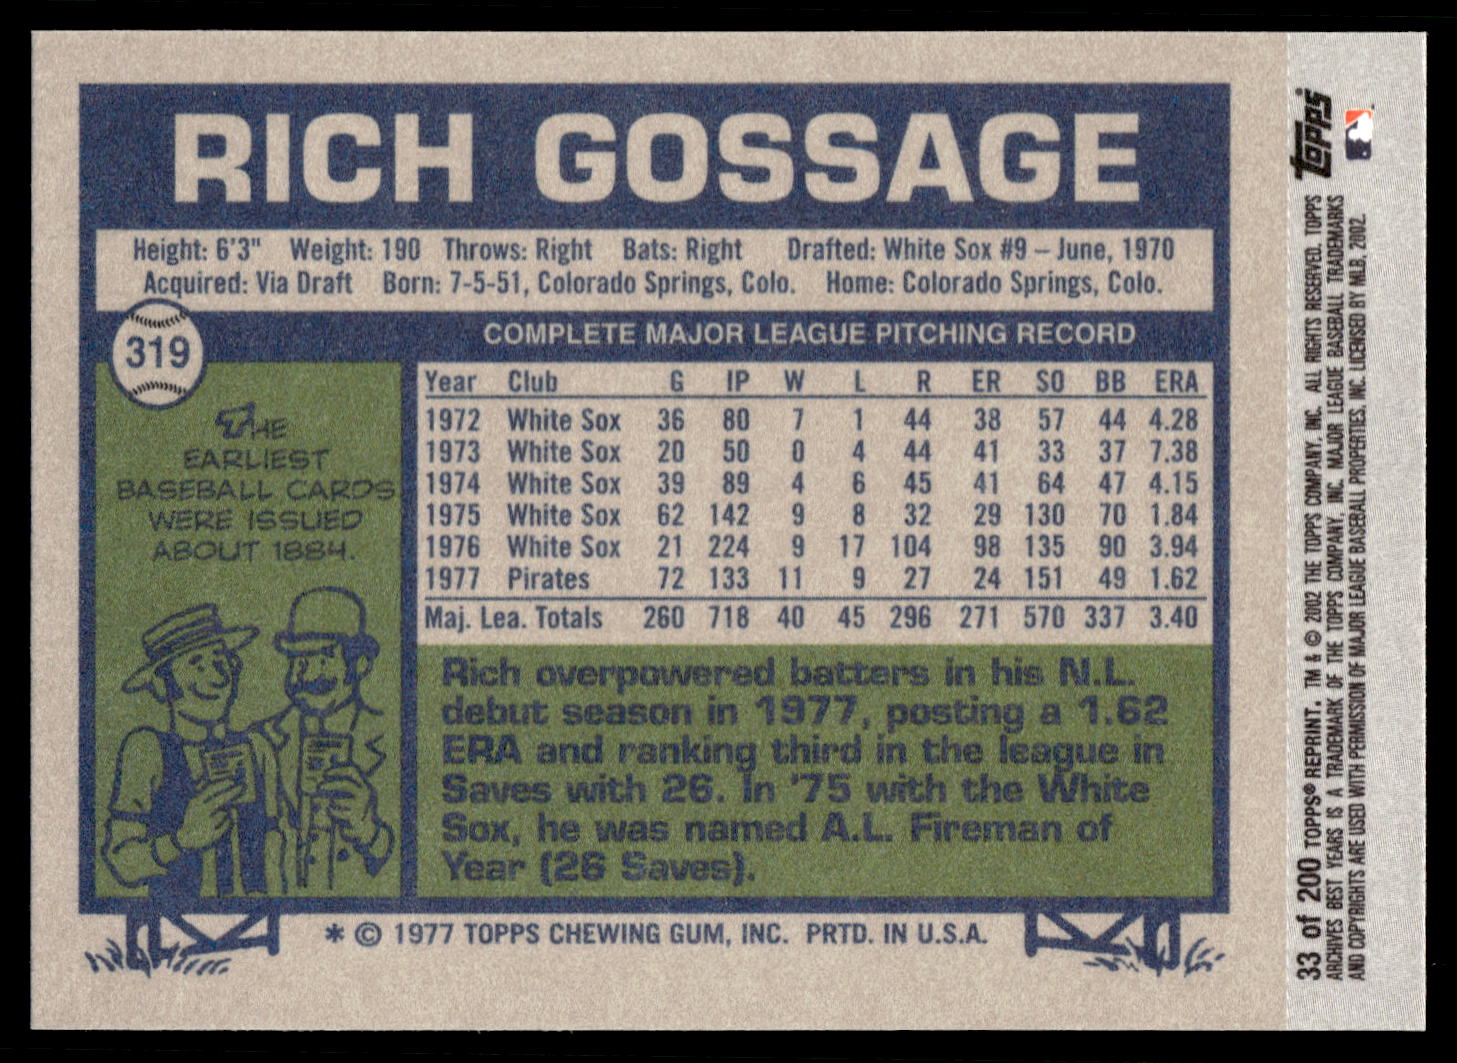 RICH GOSSAGE
Height: 6'3" Weight: 190 Throws: Right Bats: Right Drafted: White Sox #9 – June, 1970
Acquired: Via Draft Born: 7-5-51, Colorado Springs, Colo. Home: Colorado Springs, Colo.
319
COMPLETE MAJOR LEAGUE PITCHING RECORD
Year Club G IP W L R ER SO BB ERA
1972 White Sox 36 80 7 1 44 38 57 44 4.28
1973 White Sox 20 50 0 4 44 41 33 37 7.38
1974 White Sox 39 89 4 6 45 41 64 47 4.15
1975 White Sox 62 142 9 8 32 29 130 70 1.84
1976 White Sox 21 224 9 17 104 98 135 90 3.94
1977 Pirates 72 133 11 9 27 24 151 49 1.62
Maj. Lea. Totals 260 718 40 45 296 271 570 337 3.40
THE
EARLIEST
BASEBALL CARDS
WERE ISSUED
ABOUT 1884.
Rich overpowered batters in his N.L.
debut season in 1977, posting a 1.62
ERA and ranking third in the league in
Saves with 26. In '75 with the White
Sox, he was named A.L. Fireman of
Year (26 Saves).
* © 1977 TOPPS CHEWING GUM, INC. PRTD. IN U.S.A.
TOPPS
33 of 200 TOPPS® REPRINT. TM & © 2002 THE TOPPS COMPANY, INC. ALL RIGHTS RESERVED. TOPPS
ARCHIVES BEST YEARS IS A TRADEMARK OF THE TOPPS COMPANY, INC. MAJOR LEAGUE BASEBALL TRADEMARKS
AND COPYRIGHTS ARE USED WITH PERMISSION OF MAJOR LEAGUE BASEBALL PROPERTIES, INC. LICENSED BY MLB, 2002.